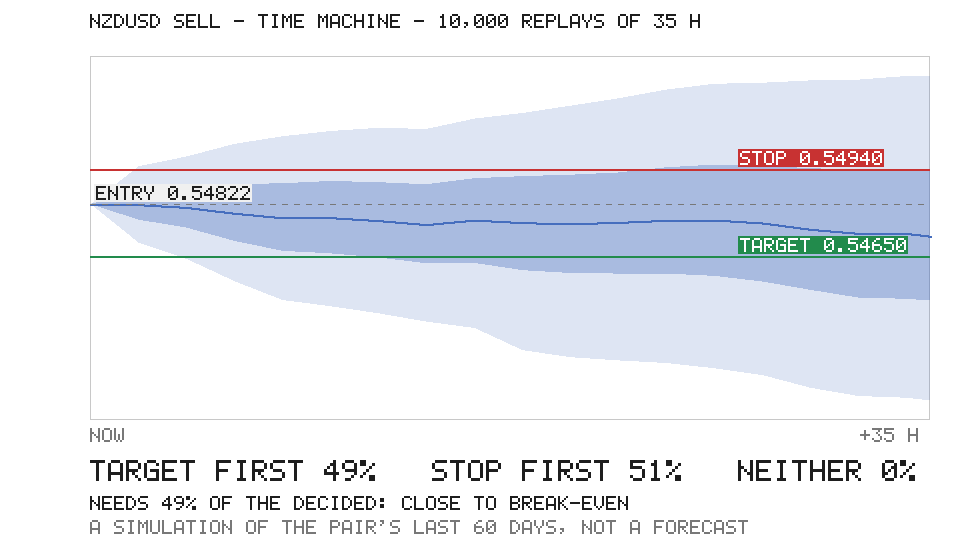 NZDUSD SELL - TIME MACHINE - 10,000 REPLAYS OF 35 H
STOP 0.54940
ENTRY 0.54822
TARGET 0.54650
NOW +35 H
TARGET FIRST 49% STOP FIRST 51% NEITHER 0%
NEEDS 49% OF THE DECIDED: CLOSE TO BREAK-EVEN
A SIMULATION OF THE PAIR'S LAST 60 DAYS, NOT A FORECAST